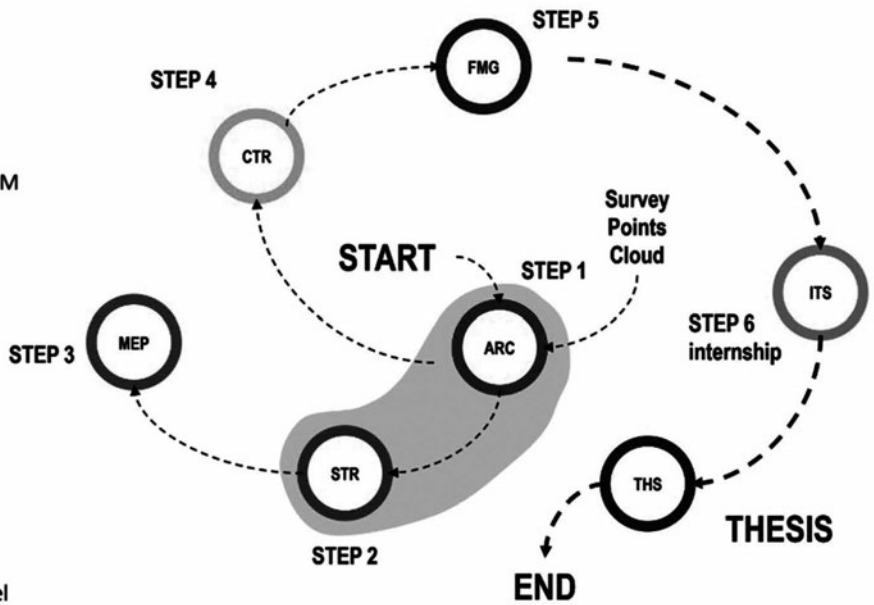 STEP 5
FMG
STEP 4
CTR
M
Survey
Points
Cloud
START
STEP 1
ITS
STEP 6
internship
MEP
STEP 3
ARC
STR
THS
STEP 2
THESIS
END
el